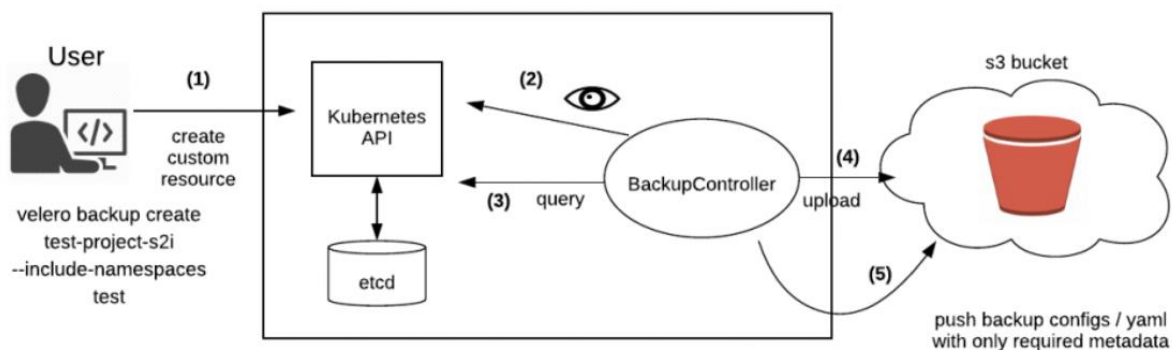 User
(1)
create
custom
resource
velero backup create
test-project-s2i
--include-namespaces
test
Kubernetes
API
etcd
(2)
(3)
query
BackupController
(4)
upload
(5)
s3 bucket
push backup configs / yaml
with only required metadata